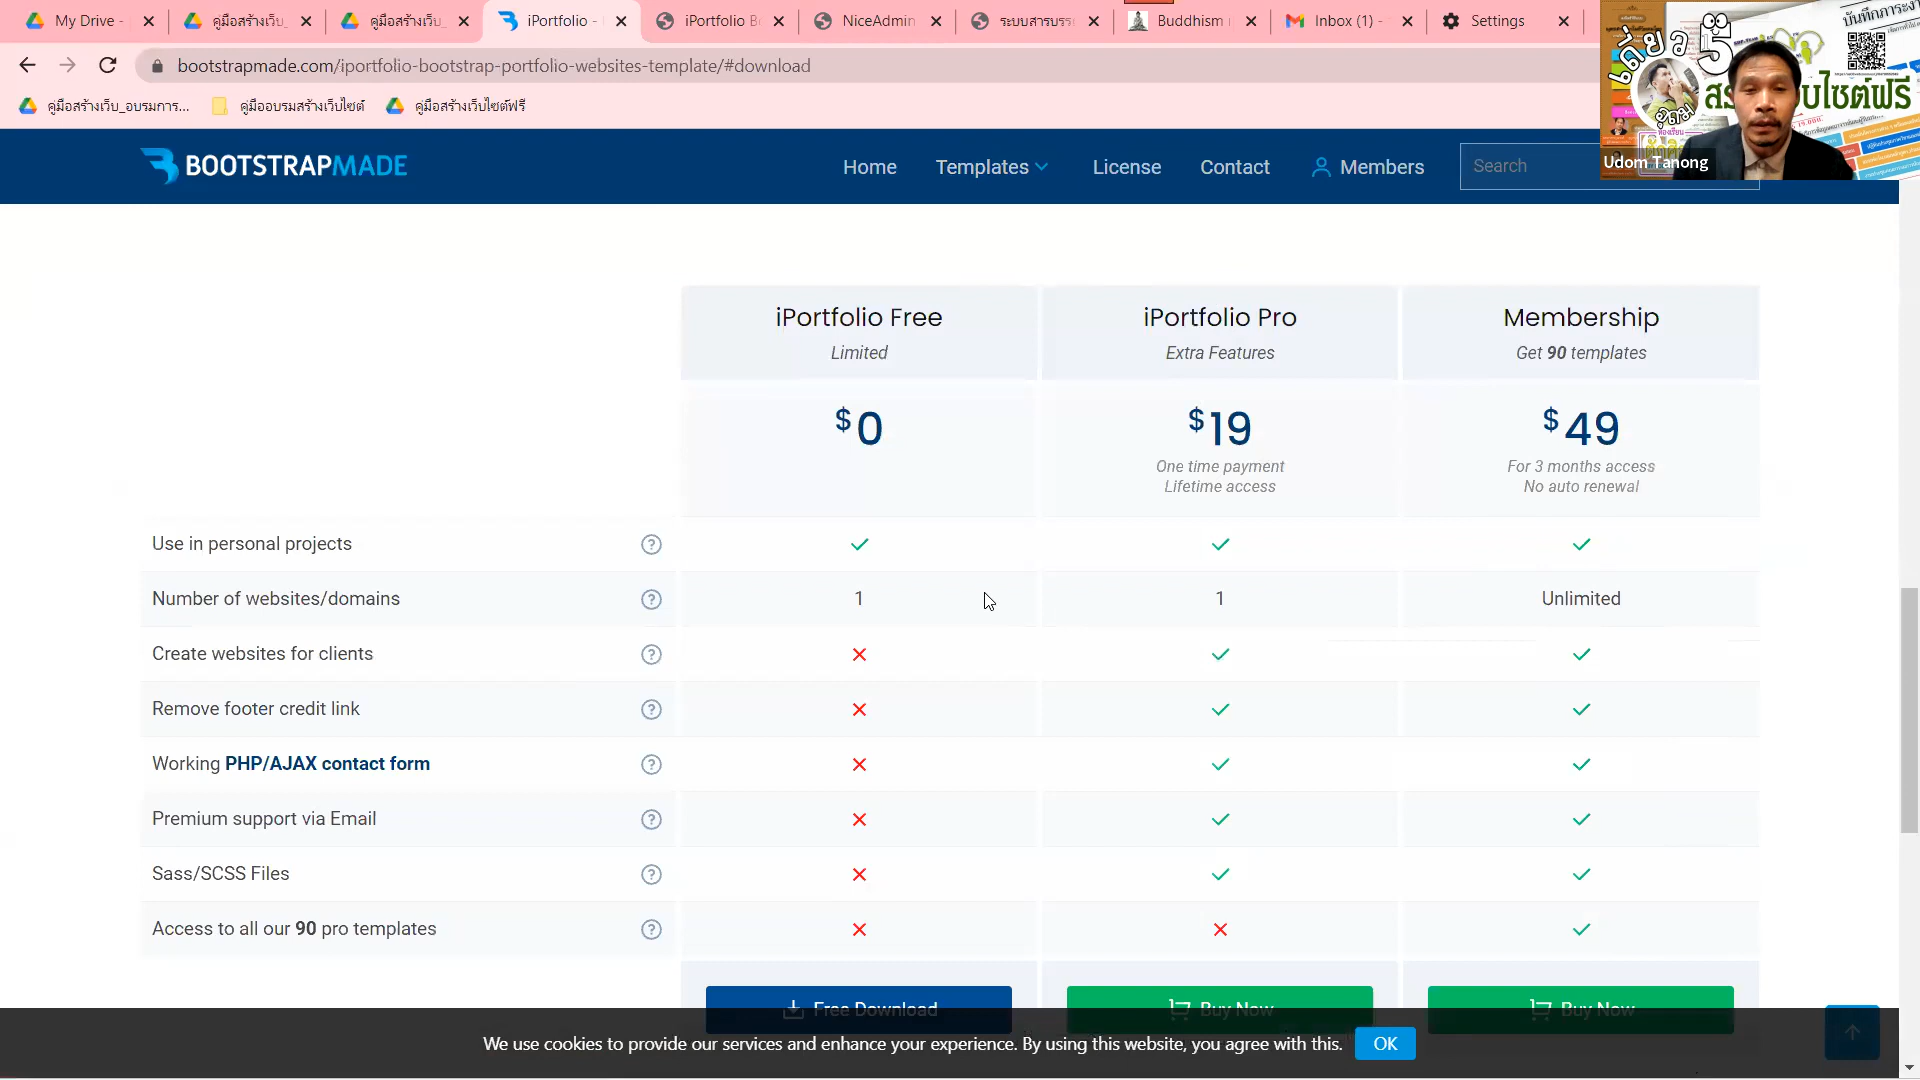 My Drive -
คู่มือสร้างเว็บ_
คู่มือสร้างเว็บ_
iPortfolio -
iPortfolio B
NiceAdmin
ระบบสารบรร
Buddhism
Inbox (1) -
Settings
bootstrapmade.com/iportfolio-bootstrap-portfolio-websites-template/#download
คู่มือสร้างเว็บ_อบรมการ...
คู่มืออบรมสร้างเว็บไซต์
คู่มือสร้างเว็บไซต์ฟรี
Udom Tanong
BOOTSTRAPMADE
Home
Templates
License
Contact
Members
Search
iPortfolio Free
Limited
iPortfolio Pro
Extra Features
Membership
Get 90 templates
$0
$19
One time payment
Lifetime access
$49
For 3 months access
No auto renewal
Use in personal projects
Number of websites/domains
1
1
Unlimited
Create websites for clients
Remove footer credit link
Working PHP/AJAX contact form
Premium support via Email
Sass/SCSS Files
Access to all our 90 pro templates
Free Download
Buy Now
Buy Now
We use cookies to provide our services and enhance your experience. By using this website, you agree with this.
OK